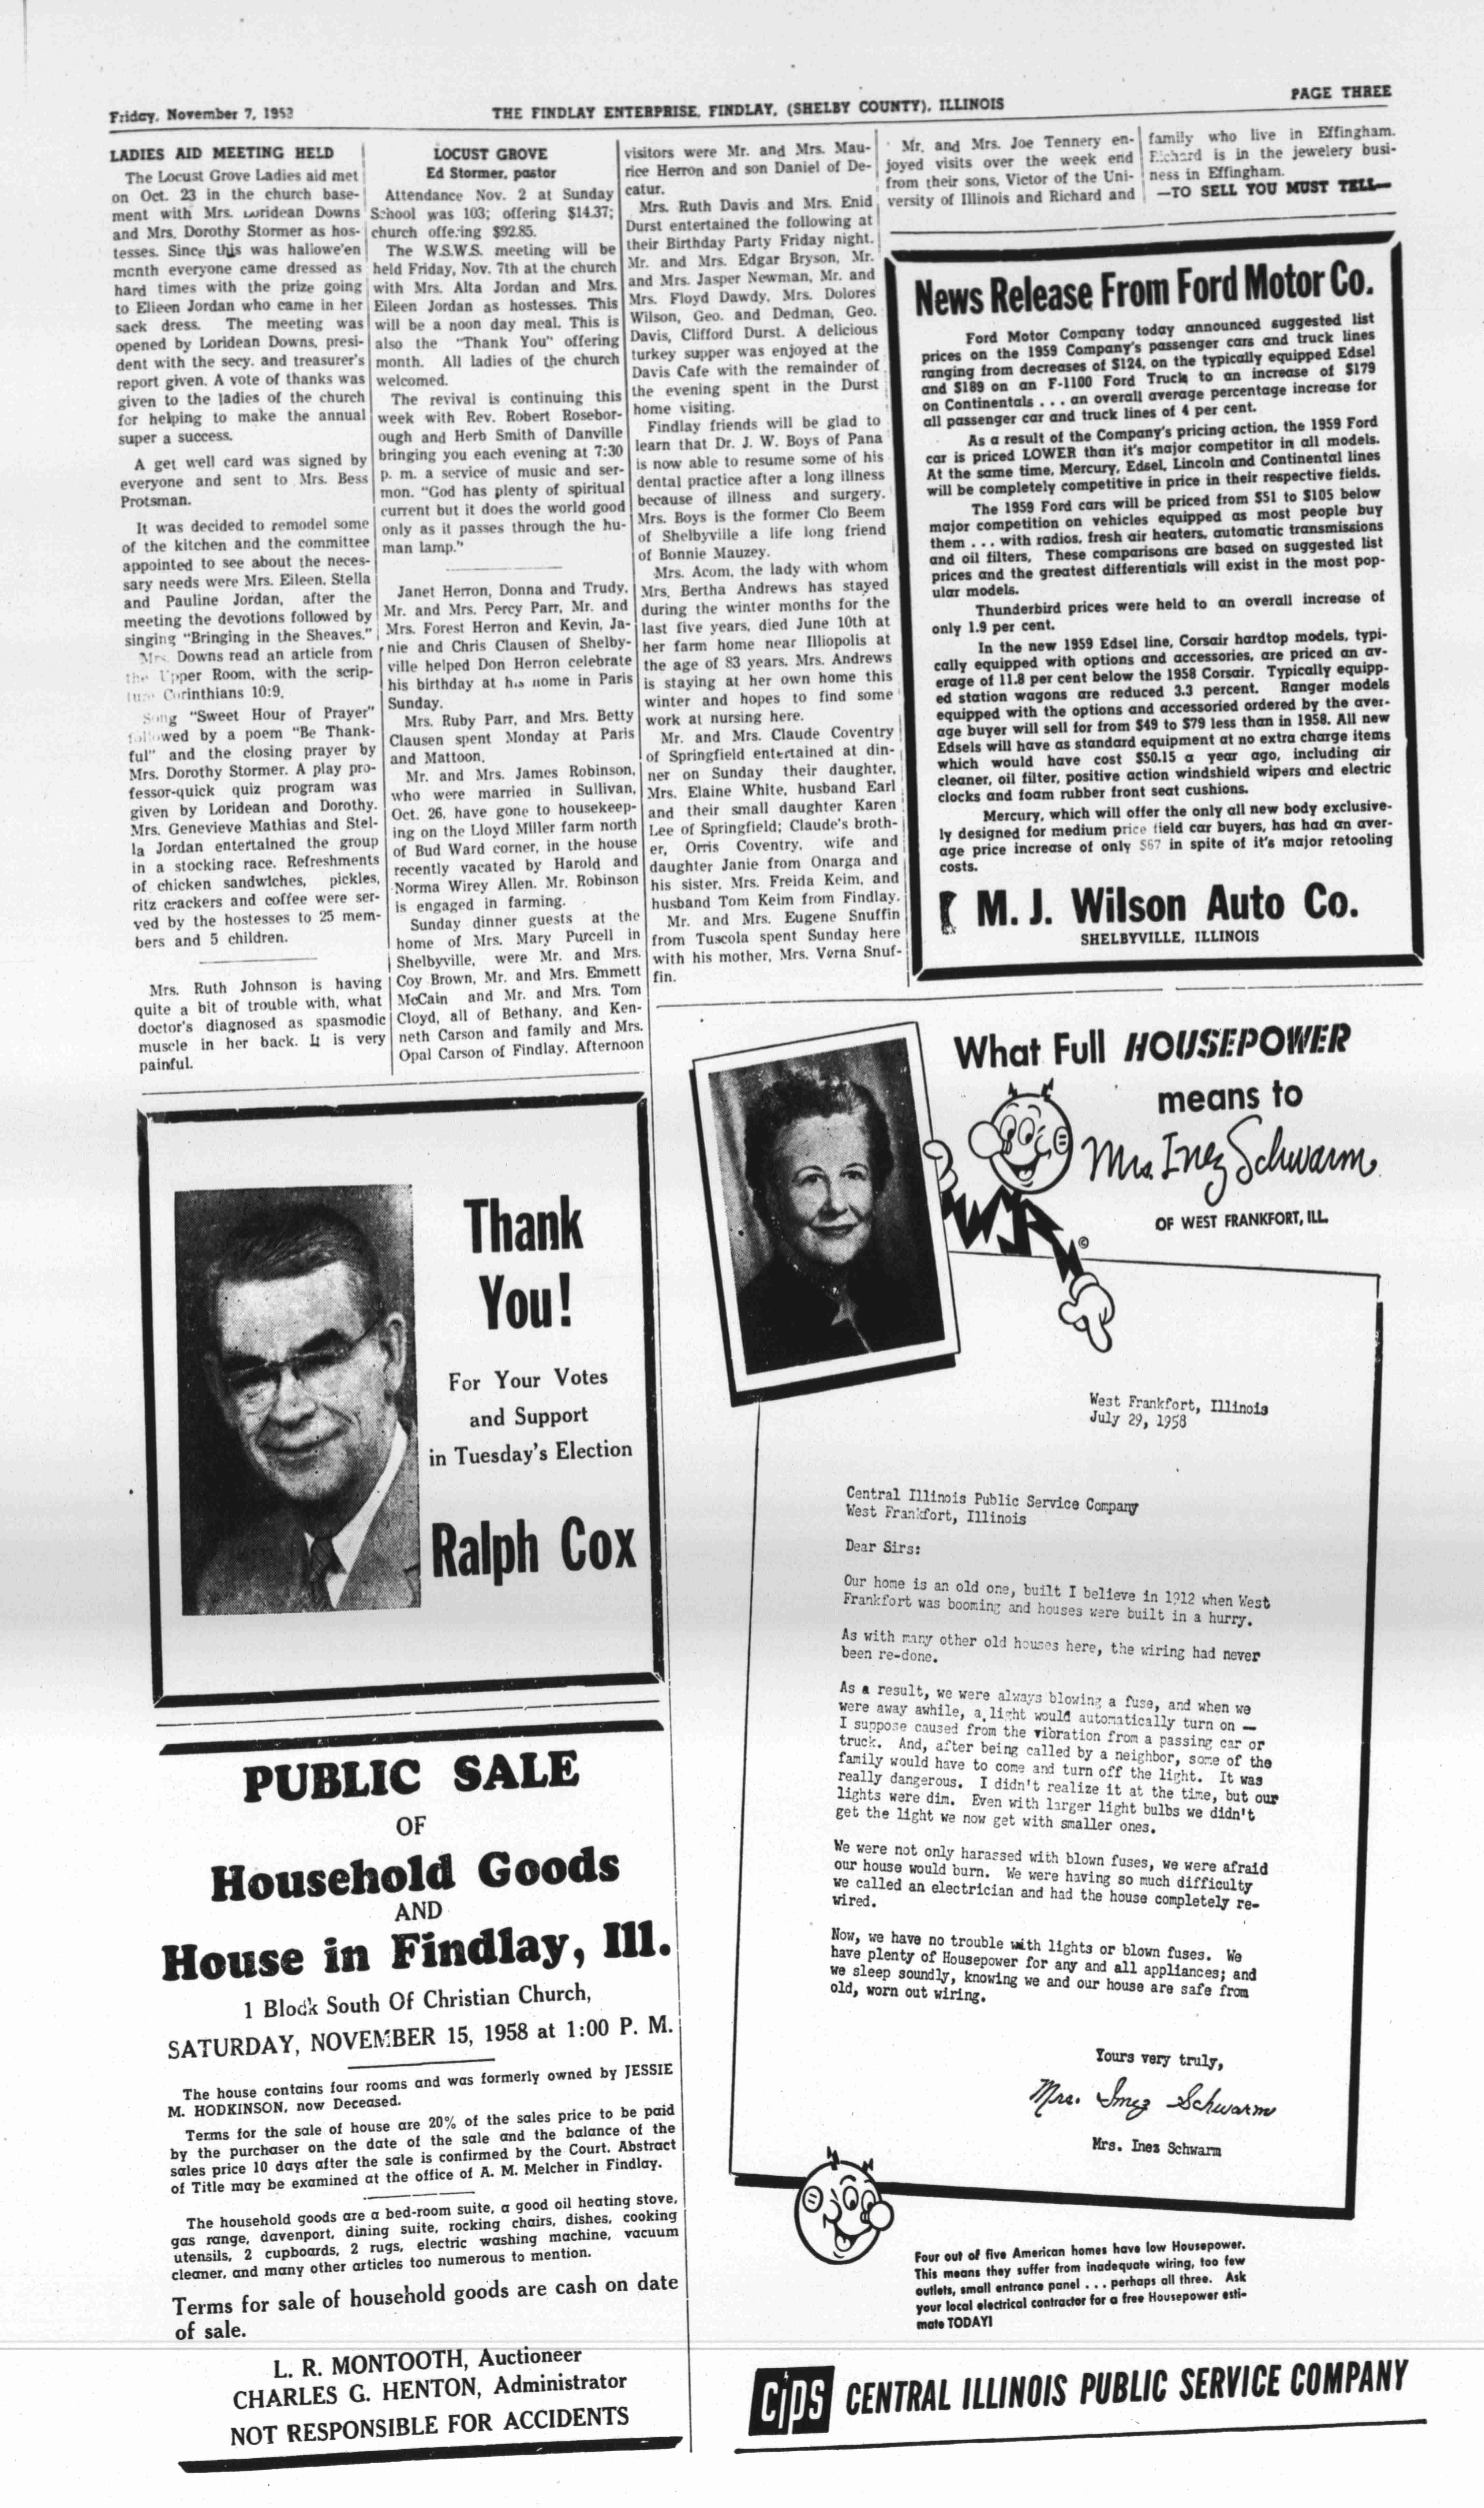 Friday, November 7, 1958
THE FINDLAY ENTERPRISE, FINDLAY, (SHELBY COUNTY), ILLINOIS
PAGE THREE
LADIES AID MEETING HELD
The Locust Grove Ladies aid met
on Oct. 23 in the church base-
ment with Mrs. Loridean Downs
and Mrs. Dorothy Stormer as hos-
tesses. Since this was hallowe'en
month everyone came dressed as
hard times with the prize going
to Elieen Jordan who came in her
sack dress. The meeting was
opened by Loridean Downs, presi-
dent with the secy. and treasurer's
report given. A vote of thanks was
given to the ladies of the church
for helping to make the annual
super a success.
A get well card was signed by
everyone and sent to Mrs. Bess
Protsman.
It was decided to remodel some
of the kitchen and the committee
appointed to see about the neces-
sary needs were Mrs. Eileen, Stella
and Pauline Jordan, after the
meeting the devotions followed by
singing "Bringing in the Sheaves."
Mrs. Downs read an article from
the Upper Room, with the scrip-
ture Corinthians 10:9.
Song "Sweet Hour of Prayer"
followed by a poem "Be Thank-
ful" and the closing prayer by
Mrs. Dorothy Stormer. A play pro-
fessor-quick quiz program was
given by Loridean and Dorothy.
Mrs. Genevieve Mathias and Stel-
la Jordan entertained the group
in a stocking race. Refreshments
of chicken sandwiches, pickles,
ritz crackers and coffee were ser-
ved by the hostesses to 25 mem-
bers and 5 children.
Mrs. Ruth Johnson is having
quite a bit of trouble with, what
doctor's diagnosed as spasmodic
muscle in her back. It is very
painful.
LOCUST GROVE
Ed Stormer, pastor
Attendance Nov. 2 at Sunday
School was 103; offering $14.37;
church offering $92.85.
The W.S.W.S. meeting will be
held Friday, Nov. 7th at the church
with Mrs. Alta Jordan and Mrs.
Eileen Jordan as hostesses. This
will be a noon day meal. This is
also the "Thank You" offering
month. All ladies of the church
welcomed.
The revival is continuing this
week with Rev. Robert Rosebor-
ough and Herb Smith of Danville
bringing you each evening at 7:30
p. m. a service of music and ser-
mon. "God has plenty of spiritual
current but it does the world good
only as it passes through the hu-
man lamp."
Janet Herron, Donna and Trudy,
Mr. and Mrs. Percy Parr, Mr. and
Mrs. Forest Herron and Kevin, Ja-
nie and Chris Clausen of Shelby-
ville helped Don Herron celebrate
his birthday at his home in Paris
Sunday.
Mrs. Ruby Parr, and Mrs. Betty
Clausen spent Monday at Paris
and Mattoon.
Mr. and Mrs. James Robinson,
who were married in Sullivan,
Oct. 26, have gone to housekeep-
ing on the Lloyd Miller farm north
of Bud Ward corner, in the house
recently vacated by Harold and
Norma Wirey Allen. Mr. Robinson
is engaged in farming.
Sunday dinner guests at the
home of Mrs. Mary Purcell in
Shelbyville, were Mr. and Mrs.
Coy Brown, Mr. and Mrs. Emmett
McCain and Mr. and Mrs. Tom
Cloyd, all of Bethany, and Ken-
neth Carson and family and Mrs.
Opal Carson of Findlay. Afternoon
visitors were Mr. and Mrs. Mau-
rice Herron and son Daniel of De-
catur.
Mrs. Ruth Davis and Mrs. Enid
Durst entertained the following at
their Birthday Party Friday night.
Mr. and Mrs. Edgar Bryson, Mr.
and Mrs. Jasper Newman, Mr. and
Mrs. Floyd Dawdy, Mrs. Dolores
Wilson, Geo. and Dedman, Geo.
Davis, Clifford Durst. A delicious
turkey supper was enjoyed at the
Davis Cafe with the remainder of
the evening spent in the Durst
home visiting.
Findlay friends will be glad to
learn that Dr. J. W. Boys of Pana
is now able to resume some of his
dental practice after a long illness
because of illness and surgery.
Mrs. Boys is the former Clo Beem
of Shelbyville a life long friend
of Bonnie Mauzey.
Mrs. Acom, the lady with whom
Mrs. Bertha Andrews has stayed
during the winter months for the
last five years, died June 10th at
her farm home near Illiopolis at
the age of 83 years. Mrs. Andrews
is staying at her own home this
winter and hopes to find some
work at nursing here.
Mr. and Mrs. Claude Coventry
of Springfield entertained at din-
ner on Sunday their daughter,
Mrs. Elaine White, husband Earl
and their small daughter Karen
Lee of Springfield; Claude's broth-
er, Orris Coventry, wife and
daughter Janie from Onarga and
his sister, Mrs. Freida Keim, and
husband Tom Keim from Findlay.
Mr. and Mrs. Eugene Snuffin
from Tuscola spent Sunday here
with his mother, Mrs. Verna Snuf-
fin.
Mr. and Mrs. Joe Tennery en-
joyed visits over the week end
from their sons, Victor of the Uni-
versity of Illinois and Richard and
family who live in Effingham.
Richard is in the jewelery busi-
ness in Effingham.
—TO SELL YOU MUST TELL—
News Release From Ford Motor Co.
Ford Motor Company today announced suggested list
prices on the 1959 Company's passenger cars and truck lines
ranging from decreases of $124, on the typically equipped Edsel
and $189 on an F-1100 Ford Truck to an increase of $179
on Continentals . . . an overall average percentage increase for
all passenger car and truck lines of 4 per cent.
As a result of the Company's pricing action, the 1959 Ford
car is priced LOWER than it's major competitor in all models.
At the same time, Mercury, Edsel, Lincoln and Continental lines
will be completely competitive in price in their respective fields.
The 1959 Ford cars will be priced from $51 to $105 below
major competition on vehicles equipped as most people buy
them . . . with radios, fresh air heaters, automatic transmissions
and oil filters, These comparisons are based on suggested list
prices and the greatest differentials will exist in the most pop-
ular models.
Thunderbird prices were held to an overall increase of
only 1.9 per cent.
In the new 1959 Edsel line, Corsair hardtop models, typi-
cally equipped with options and accessories, are priced an av-
erage of 11.8 per cent below the 1958 Corsair. Typically equipp-
ed station wagons are reduced 3.3 percent. Ranger models
equipped with the options and accessoried ordered by the aver-
age buyer will sell for from $49 to $79 less than in 1958. All new
Edsels will have as standard equipment at no extra charge items
which would have cost $50.15 a year ago, including air
cleaner, oil filter, positive action windshield wipers and electric
clocks and foam rubber front seat cushions.
Mercury, which will offer the only all new body exclusive-
ly designed for medium price field car buyers, has had an aver-
age price increase of only $67 in spite of it's major retooling
costs.
M. J. Wilson Auto Co.
SHELBYVILLE, ILLINOIS
Thank
You!
For Your Votes
and Support
in Tuesday's Election
Ralph Cox
PUBLIC SALE
OF
Household Goods
AND
House in Findlay, Ill.
1 Block South Of Christian Church,
SATURDAY, NOVEMBER 15, 1958 at 1:00 P. M.
The house contains four rooms and was formerly owned by JESSIE
M. HODKINSON, now Deceased.
Terms for the sale of house are 20% of the sales price to be paid
by the purchaser on the date of the sale and the balance of the
sales price 10 days after the sale is confirmed by the Court. Abstract
of Title may be examined at the office of A. M. Melcher in Findlay.
The household goods are a bed-room suite, a good oil heating stove,
gas range, davenport, dining suite, rocking chairs, dishes, cooking
utensils, 2 cupboards, 2 rugs, electric washing machine, vacuum
cleaner, and many other articles too numerous to mention.
Terms for sale of household goods are cash on date
of sale.
L. R. MONTOOTH, Auctioneer
CHARLES G. HENTON, Administrator
NOT RESPONSIBLE FOR ACCIDENTS
What Full HOUSEPOWER
means to
Mrs. Inez Schwarm
OF WEST FRANKFORT, ILL.
©
West Frankfort, Illinois
July 29, 1958
Central Illinois Public Service Company
West Frankfort, Illinois
Dear Sirs:
Our home is an old one, built I believe in 1912 when West
Frankfort was booming and houses were built in a hurry.
As with many other old houses here, the wiring had never
been re-done.
As a result, we were always blowing a fuse, and when we
were away awhile, a light would automatically turn on —
I suppose caused from the vibration from a passing car or
truck. And, after being called by a neighbor, some of the
family would have to come and turn off the light. It was
really dangerous. I didn't realize it at the time, but our
lights were dim. Even with larger light bulbs we didn't
get the light we now get with smaller ones.
We were not only harassed with blown fuses, we were afraid
our house would burn. We were having so much difficulty
we called an electrician and had the house completely re-
wired.
Now, we have no trouble with lights or blown fuses. We
have plenty of Housepower for any and all appliances; and
we sleep soundly, knowing we and our house are safe from
old, worn out wiring.
Yours very truly,
Mrs. Inez Schwarm
Mrs. Inez Schwarm
Four out of five American homes have low Housepower.
This means they suffer from inadequate wiring, too few
outlets, small entrance panel . . . perhaps all three. Ask
your local electrical contractor for a free Housepower esti-
mate TODAY!
CIPS CENTRAL ILLINOIS PUBLIC SERVICE COMPANY